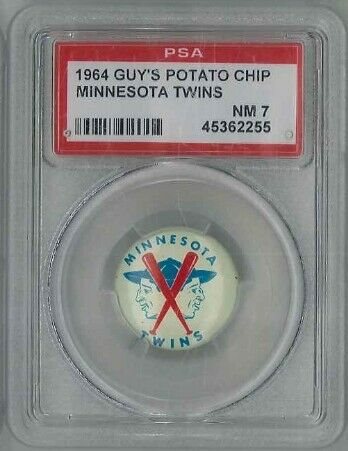 PSA
1964 GUY'S POTATO CHIP
MINNESOTA TWINS
NM 7
45362255
MINNESOTA
TWINS